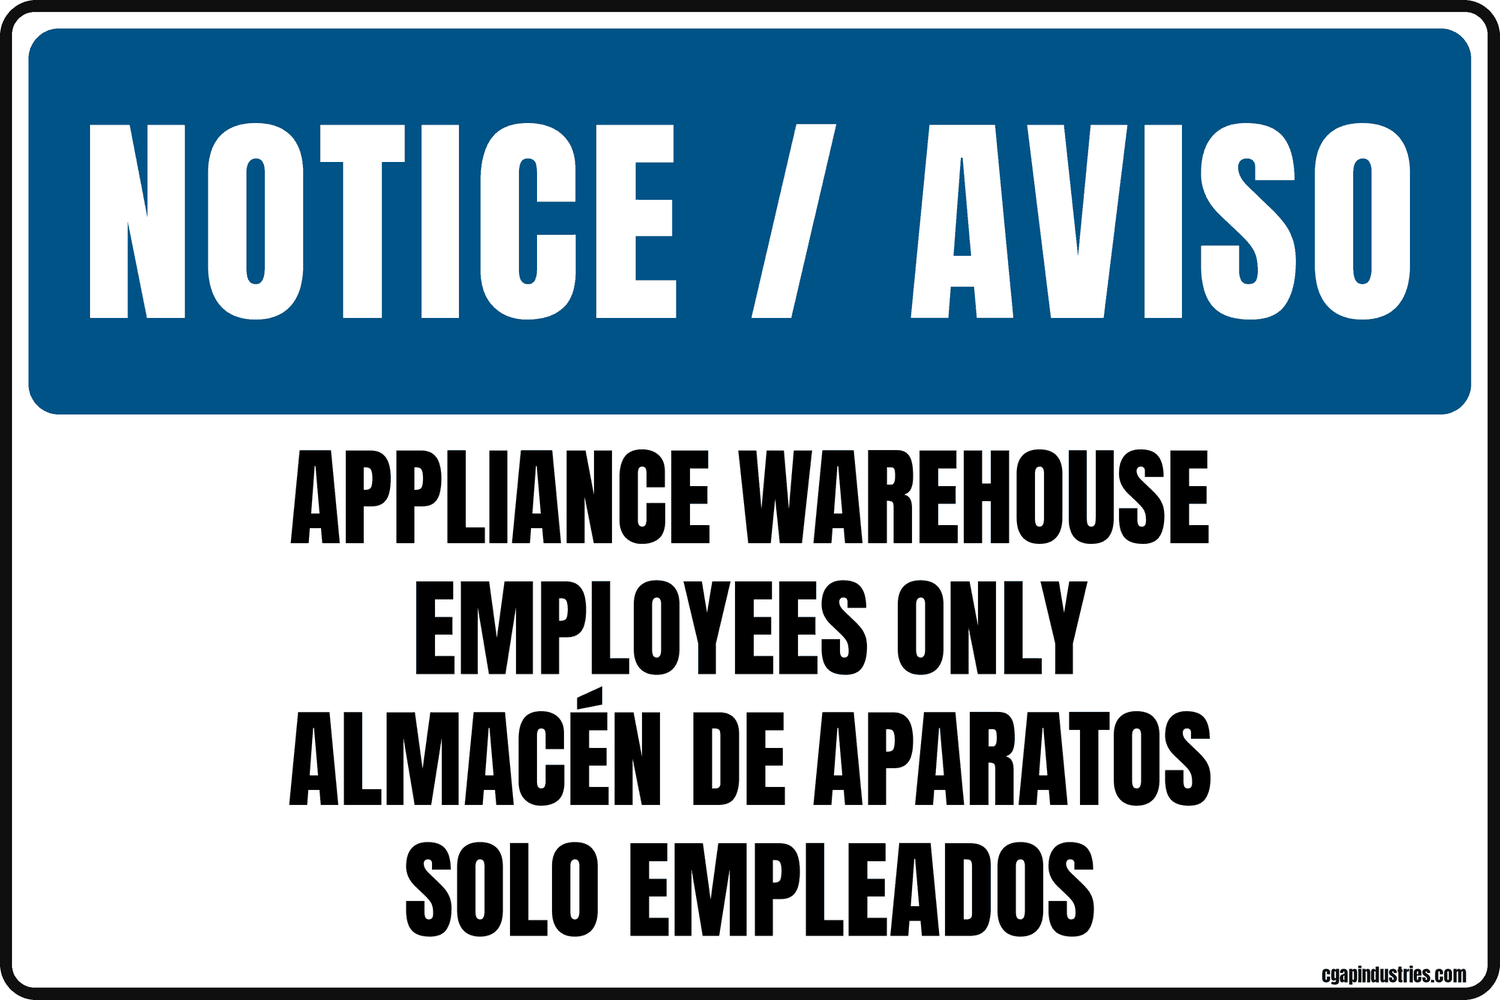 NOTICE / AVISO
APPLIANCE WAREHOUSE
EMPLOYEES ONLY
ALMACÉN DE APARATOS
SOLO EMPLEADOS
cgapindustries.com